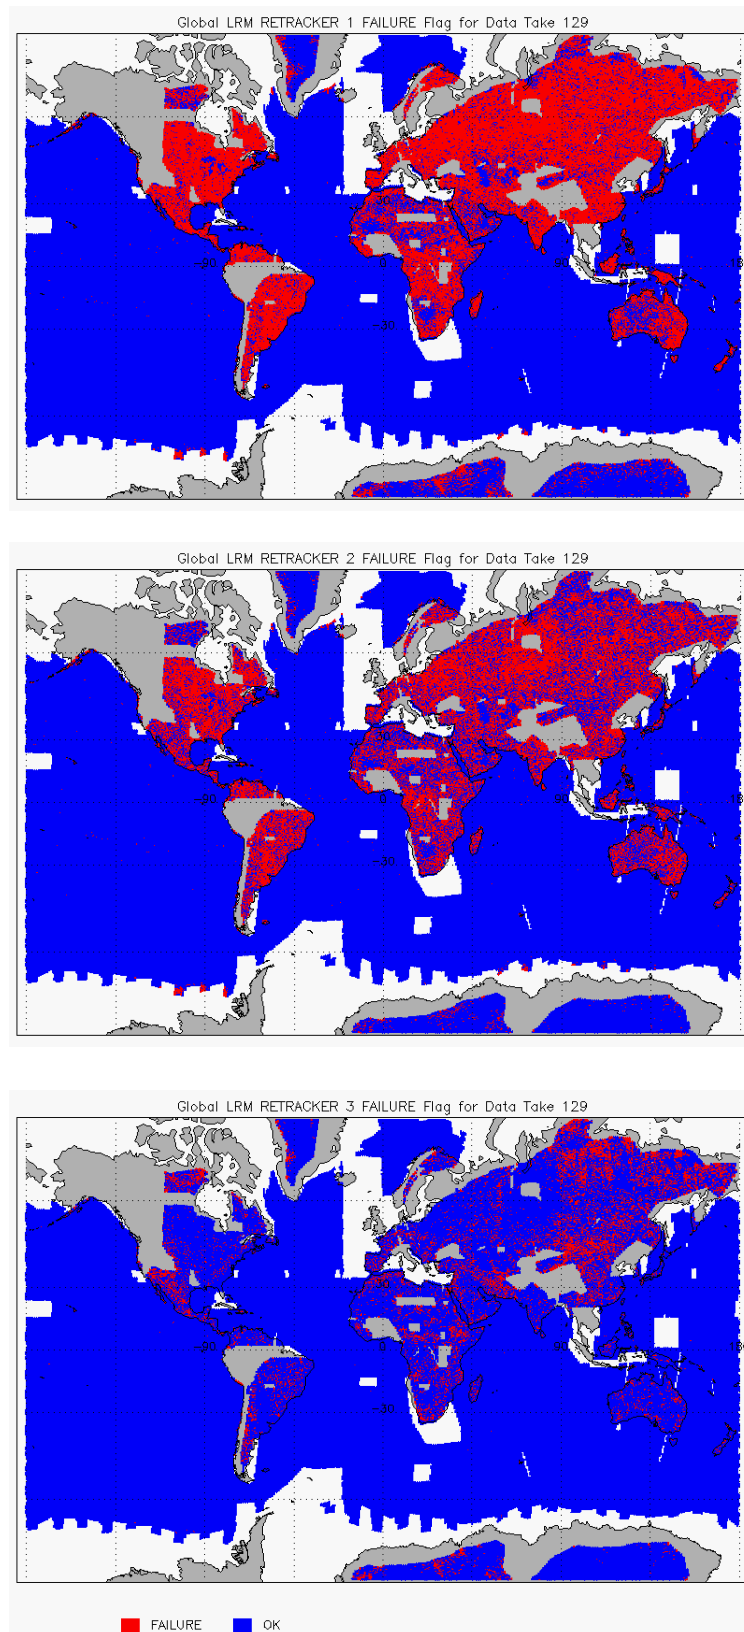 Global LRM RETRACKER 1 FAILURE Flag for Data Take 129
Global LRM RETRACKER 2 FAILURE Flag for Data Take 129
Global LRM RETRACKER 3 FAILURE Flag for Data Take 129
FAILURE OK